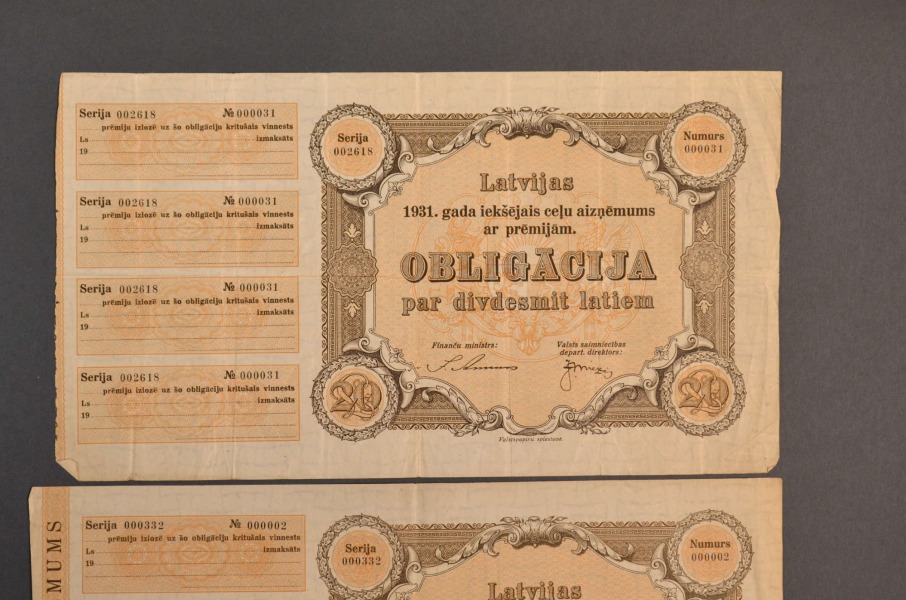 Serija 002618 № 000031
prēmiju izlozē uz šo obligāciju kritušais vinnests
Ls izmaksāts
19
Serija 002618 № 000031
prēmiju izlozē uz šo obligāciju kritušais vinnests
Ls izmaksāts
19
Serija 002618 № 000031
prēmiju izlozē uz šo obligāciju kritušais vinnests
Ls izmaksāts
19
Serija 002618 № 000031
prēmiju izlozē uz šo obligāciju kritušais vinnests
Ls izmaksāts
19
Serija
002618
Numurs
000031
Latvijas
1931. gada iekšējais ceļu aizņēmums
ar prēmijām.
OBLIGĀCIJA
par divdesmit latiem
Finanču ministrs:
Valsts saimniecības
depart. direktors:
20
20
Valstspapīru spiestuve.
MUMS
Serija 000332 № 000002
prēmiju izlozē uz šo obligāciju kritušais vinnests
Ls izmaksāts
19
Serija
000332
Numurs
000002
Latvijas